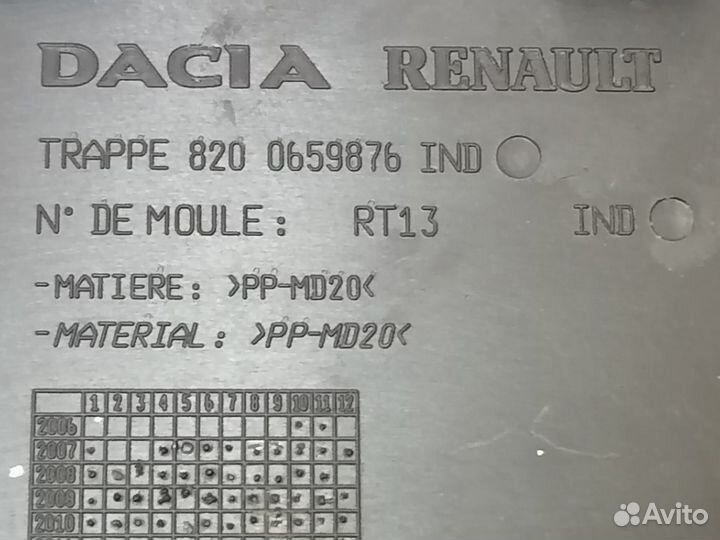 DACIA RENAULT
TRAPPE 820 0659876 IND
N° DE MOULE : RT13 IND
-MATIERE : >PP-MD20<
-MATERIAL : >PP-MD20<
1 2 3 4 5 6 7 8 9 10 11 12
2006
2007
2008
2009
2010
Avito